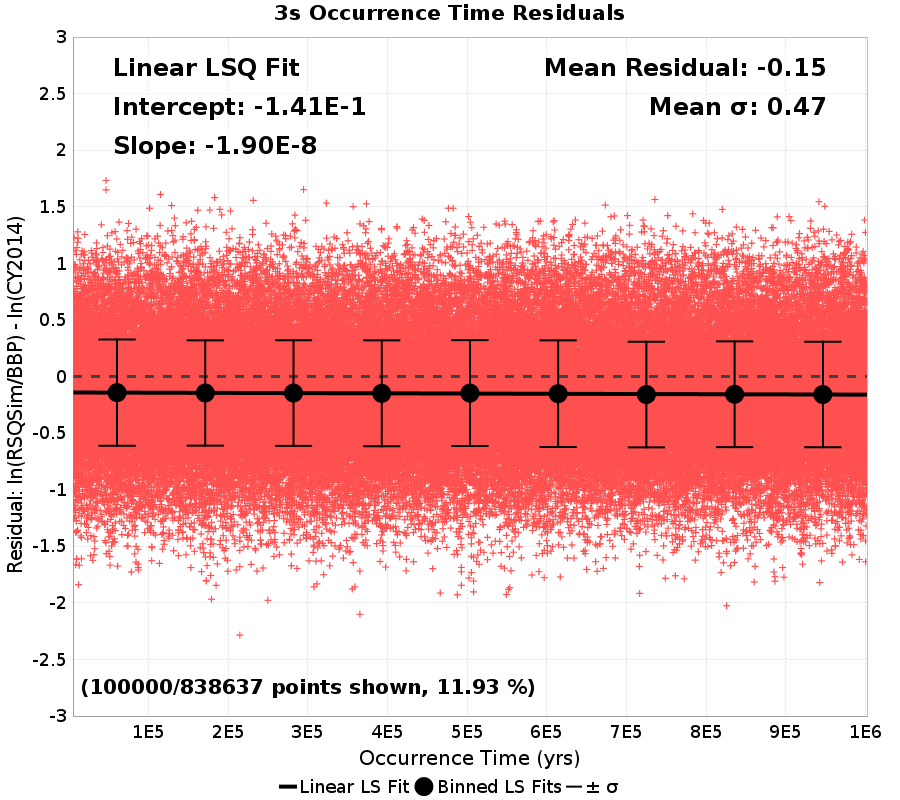 3s Occurrence Time Residuals
Linear LSQ Fit
Intercept: -1.41E-1
Slope: -1.90E-8
Mean Residual: -0.15
Mean σ: 0.47
3
2.5
2
1.5
1
0.5
0
-0.5
-1
-1.5
-2
-2.5
-3
Residual: ln(RSQSim/BBP) - ln(CY2014)
(100000/838637 points shown, 11.93 %)
1E5 2E5 3E5 4E5 5E5 6E5 7E5 8E5 9E5 1E6
Occurrence Time (yrs)
Linear LS Fit Binned LS Fits ± σ